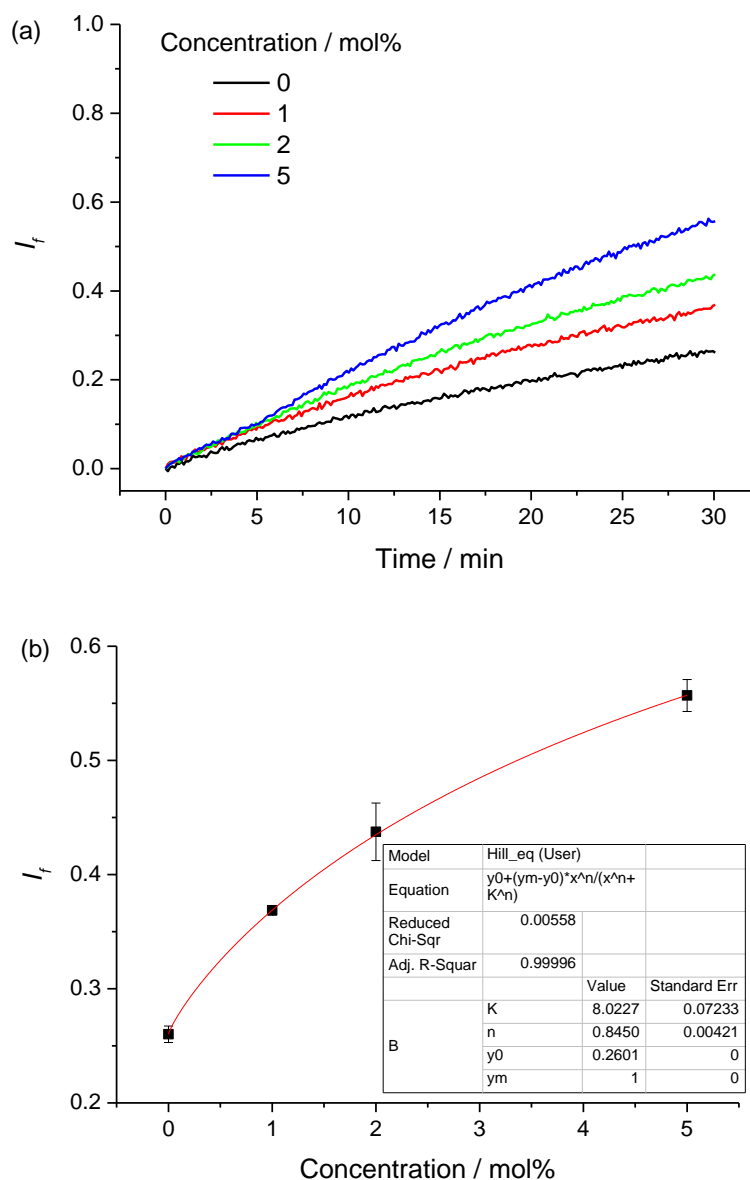 (a)
Concentration / mol%
0
1
2
5
1.0
0.8
0.6
0.4
0.2
0.0
I_f
0 5 10 15 20 25 30
Time / min
(b)
0.6
0.5
0.4
0.3
0.2
I_f
Model Hill_eq (User)
Equation y0+(ym-y0)*x^n/(x^n+
K^n)
Reduced
Chi-Sqr 0.00558
Adj. R-Squar 0.99996
Value Standard Err
B K 8.0227 0.07233
n 0.8450 0.00421
y0 0.2601 0
ym 1 0
0 1 2 3 4 5
Concentration / mol%